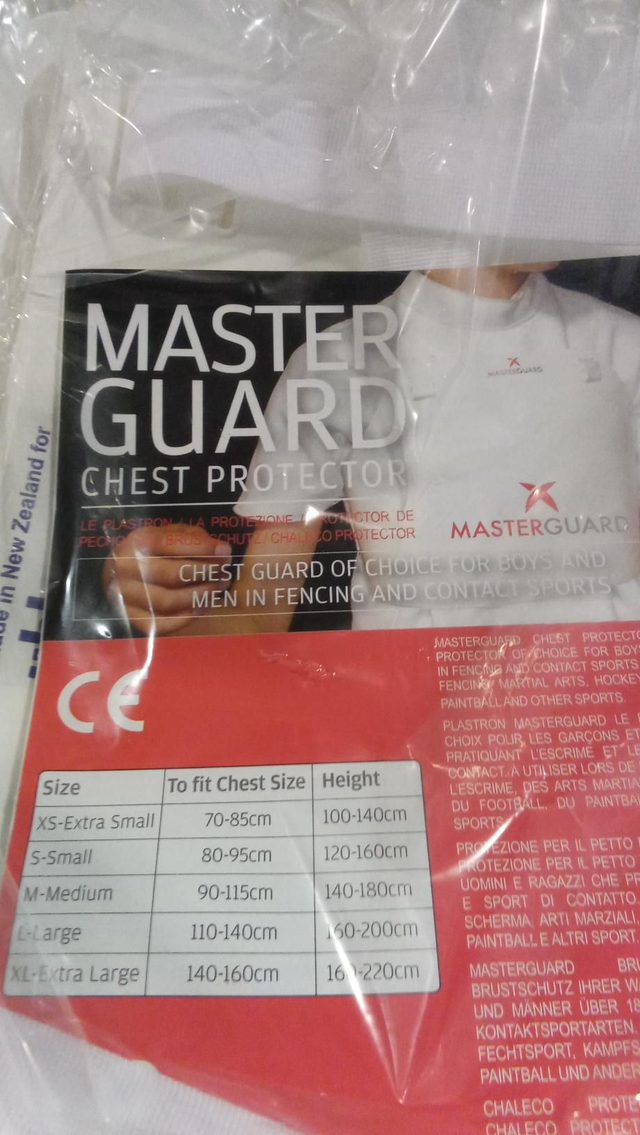 MASTER
GUARD
CHEST PROTECTOR
LE PLASTRON / LA PROTEZIONE / PROTECTOR DE
BRUSTSCHUTZ / CHALECO PROTECTOR
CHEST GUARD OF CHOICE FOR BOYS AND
MEN IN FENCING AND CONTACT SPORTS
MASTERGUARD
MASTERGUARD
in New Zealand for
CE
Size To fit Chest Size Height
XS-Extra Small 70-85cm 100-140cm
S-Small 80-95cm 120-160cm
M-Medium 90-115cm 140-180cm
L-Large 110-140cm 160-200cm
XL-Extra Large 140-160cm 160-220cm
MASTERGUARD CHEST PROTECTO
PROTECTOR OF CHOICE FOR BOY
IN FENCING AND CONTACT SPORTS
FENCING MARTIAL ARTS, HOCKEY
PAINTBALL AND OTHER SPORTS
PLASTRON MASTERGUARD LE
CHOIX POUR LES GARÇONS ET
PRATIQUANT L'ESCRIME ET
CONTACT. À UTILISER LORS DE
L'ESCRIME, DES ARTS MARTIA
DU FOOTBALL, DU PAINTBA
SPORTS
PROTEZIONE PER IL PETTO
PROTEZIONE PER IL PETTO
UOMINI E RAGAZZI CHE PR
E SPORT DI CONTATTO.
SCHERMA, ARTI MARZIALI
PAINTBALL E ALTRI SPORT
MASTERGUARD BRU
BRUSTSCHUTZ IHRER WA
UND MÄNNER ÜBER 18
KONTAKTSPORTARTEN
FECHTSPORT, KAMPFS
PAINTBALL UND ANDER
CHALECO PROTE
CHALECO PROTECT